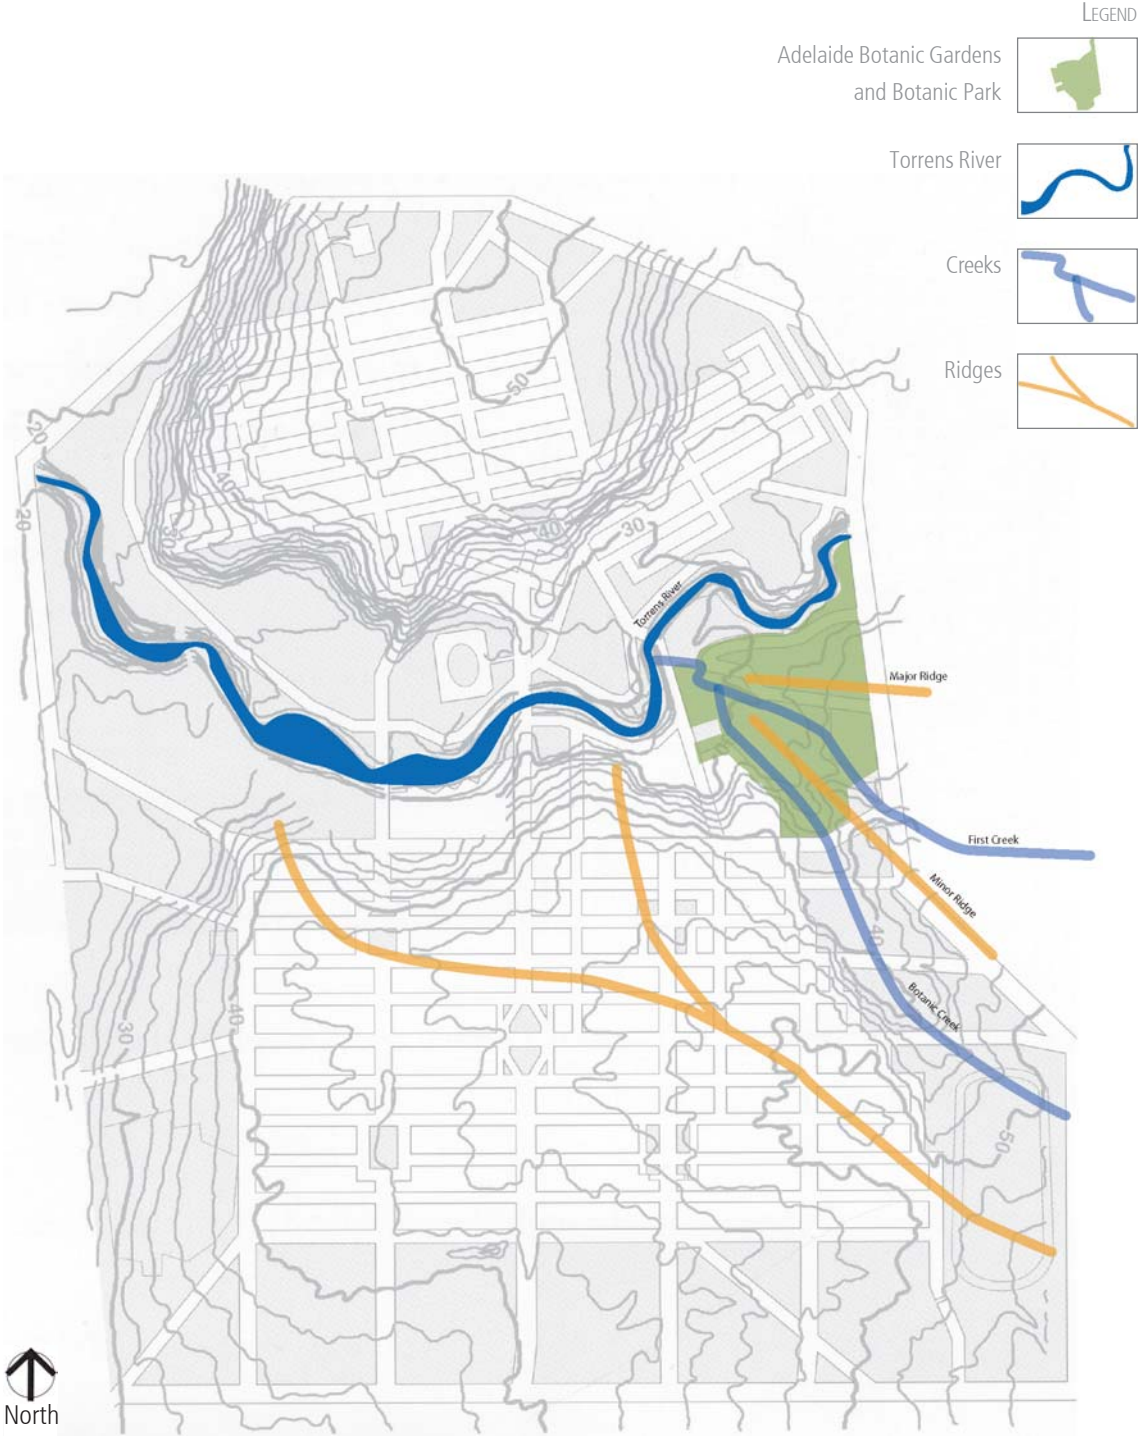 LEGEND
Adelaide Botanic Gardens
and Botanic Park
Torrens River
Creeks
Ridges
20
50
20
40
30
40
30
Torrens River
Major Ridge
First Creek
Minor Ridge
40
Botanic Creek
40
30
50
North